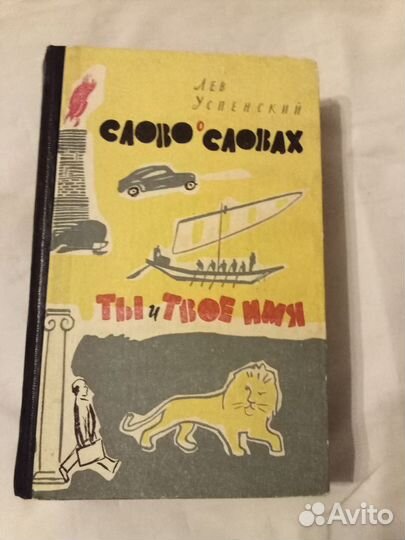 ЛЕВ
УСПЕНСКИЙ
СЛОВО О СЛОВАХ
ТЫ И ТВОЕ ИМЯ
Avito